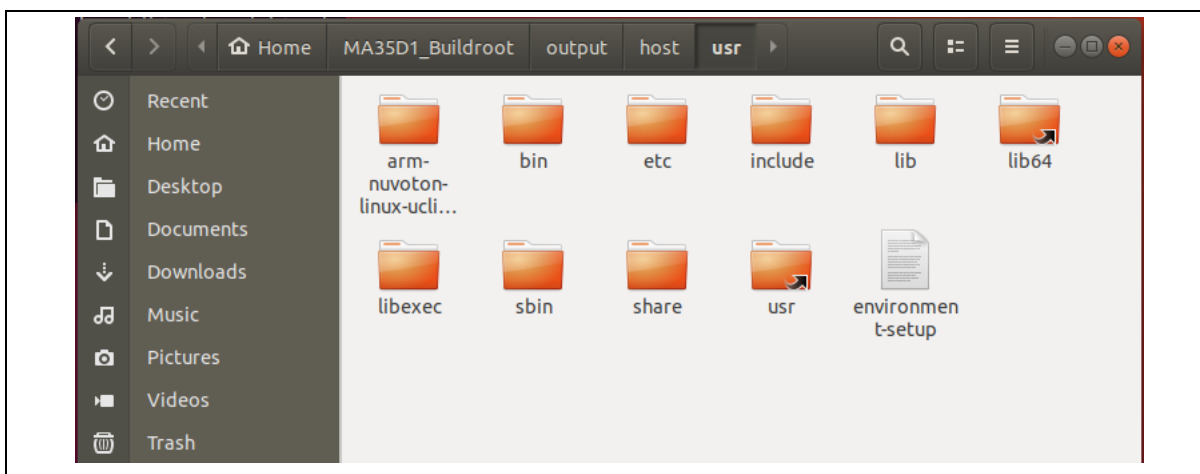 Home MA35D1_Buildroot output host usr
Recent
Home
Desktop
Documents
Downloads
Music
Pictures
Videos
Trash
arm-
nuvoton-
linux-ucli…
bin
etc
include
lib
lib64
libexec
sbin
share
usr
environmen
t-setup